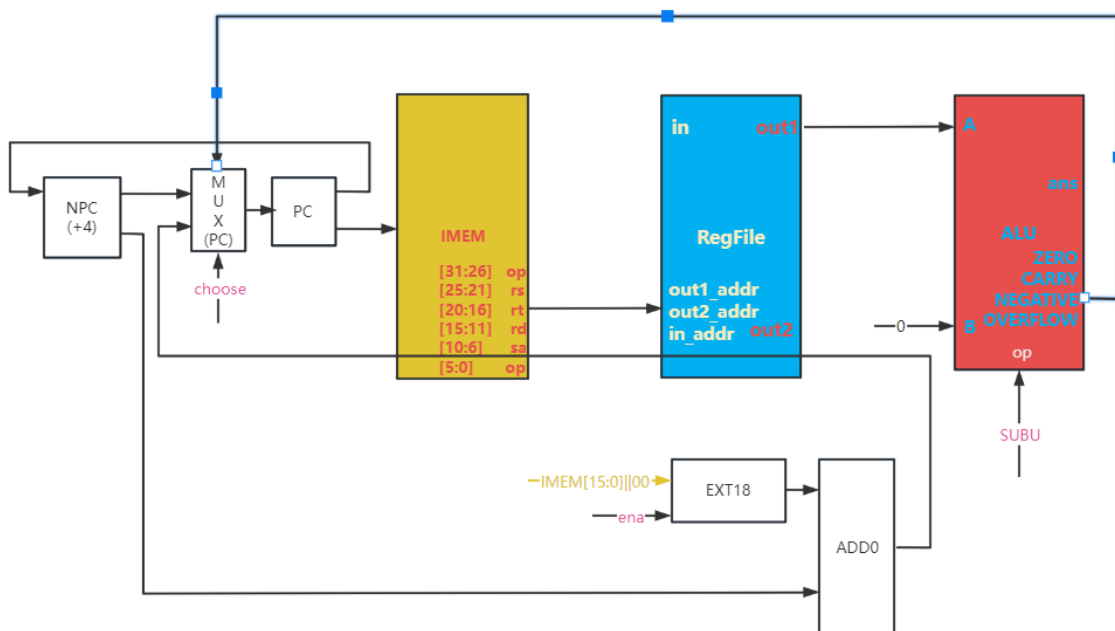 NPC
(+4)
M
U
X
(PC)
choose
PC
IMEM
[31:26] op
[25:21] rs
[20:16] rt
[15:11] rd
[10:6] sa
[5:0] op
in
out1
RegFile
out1_addr
out2_addr
in_addr
out2
A
ans
ALU
ZERO
CARRY
NEGATIVE
OVERFLOW
0
B
op
SUBU
IMEM[15:0]||00
ena
EXT18
ADD0